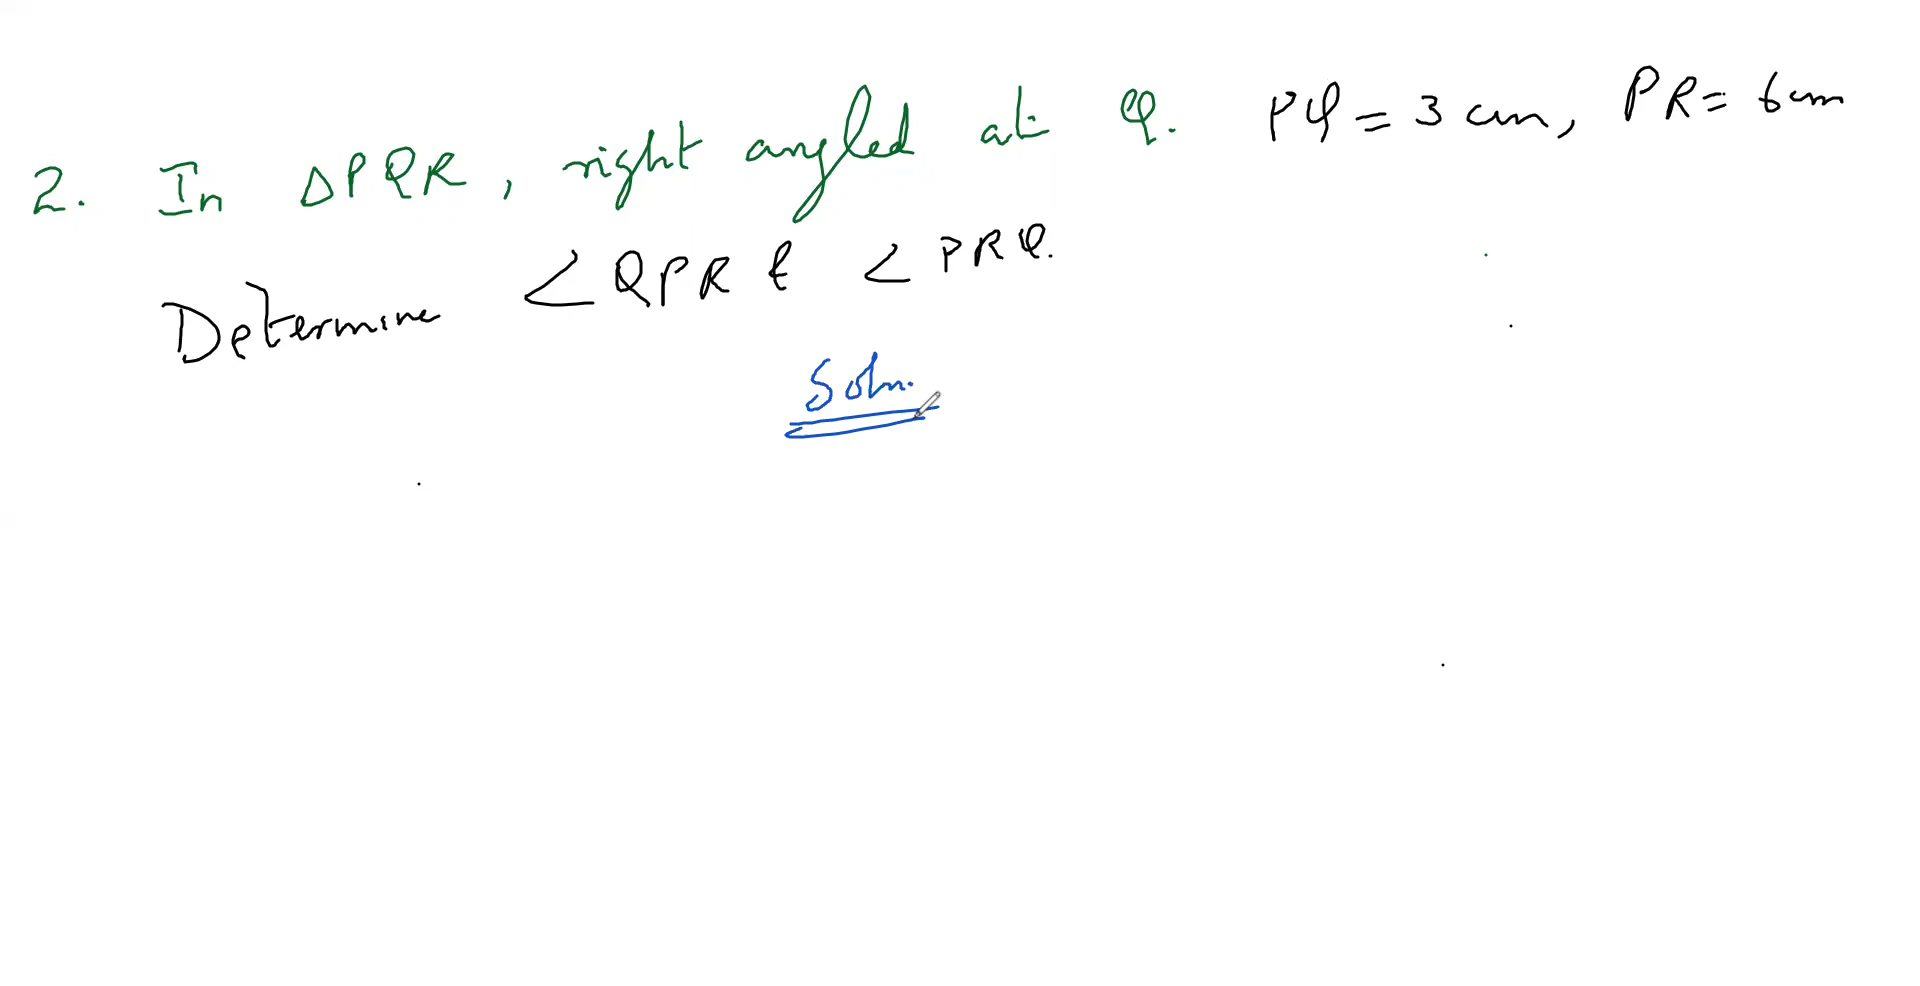 2. In ΔPQR, right angled at Q. PQ = 3 cm, PR = 6 cm
Determine <QPR & <PRQ.
Soln.